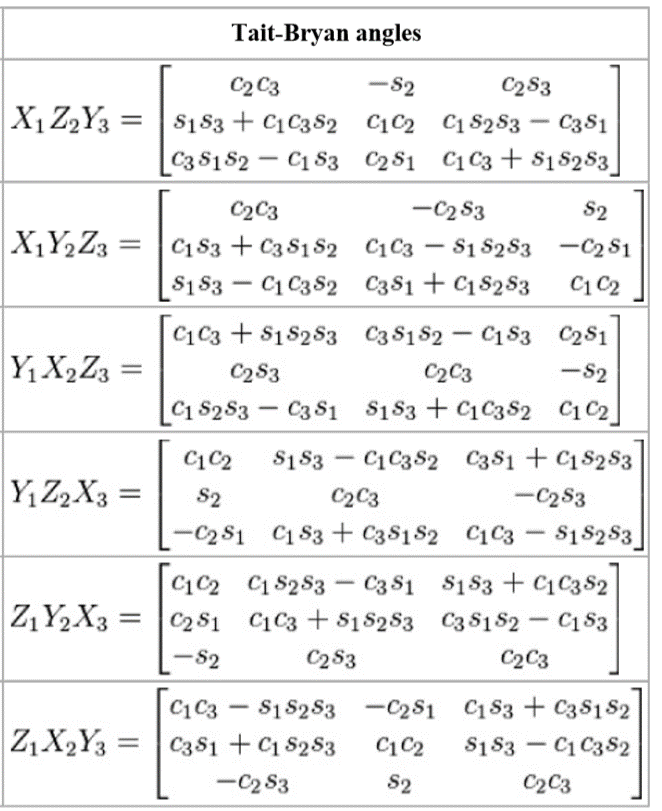 Tait-Bryan angles
c₂c₃ −s₂ c₂s₃
X₁Z₂Y₃ = s₁s₃ + c₁c₃s₂ c₁c₂ c₁s₂s₃ − c₃s₁
c₃s₁s₂ − c₁s₃ c₂s₁ c₁c₃ + s₁s₂s₃
c₂c₃ −c₂s₃ s₂
X₁Y₂Z₃ = c₁s₃ + c₃s₁s₂ c₁c₃ − s₁s₂s₃ −c₂s₁
s₁s₃ − c₁c₃s₂ c₃s₁ + c₁s₂s₃ c₁c₂
c₁c₃ + s₁s₂s₃ c₃s₁s₂ − c₁s₃ c₂s₁
Y₁X₂Z₃ = c₂s₃ c₂c₃ −s₂
c₁s₂s₃ − c₃s₁ s₁s₃ + c₁c₃s₂ c₁c₂
c₁c₂ s₁s₃ − c₁c₃s₂ c₃s₁ + c₁s₂s₃
Y₁Z₂X₃ = s₂ c₂c₃ −c₂s₃
−c₂s₁ c₁s₃ + c₃s₁s₂ c₁c₃ − s₁s₂s₃
c₁c₂ c₁s₂s₃ − c₃s₁ s₁s₃ + c₁c₃s₂
Z₁Y₂X₃ = c₂s₁ c₁c₃ + s₁s₂s₃ c₃s₁s₂ − c₁s₃
−s₂ c₂s₃ c₂c₃
c₁c₃ − s₁s₂s₃ −c₂s₁ c₁s₃ + c₃s₁s₂
Z₁X₂Y₃ = c₃s₁ + c₁s₂s₃ c₁c₂ s₁s₃ − c₁c₃s₂
−c₂s₃ s₂ c₂c₃